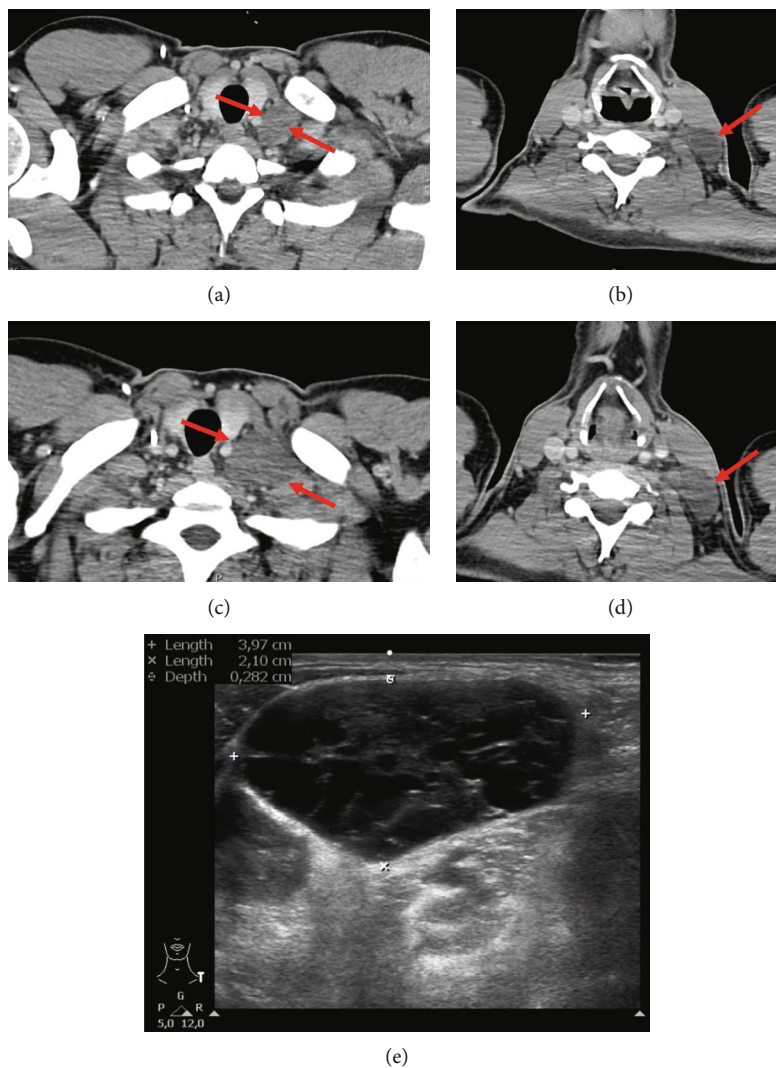 (a)
(b)
P
(c)
(d)
+ Length 3,97 cm
× Length 2,10 cm
Depth 0,282 cm
T
G
P R
5,0 12,0
(e)